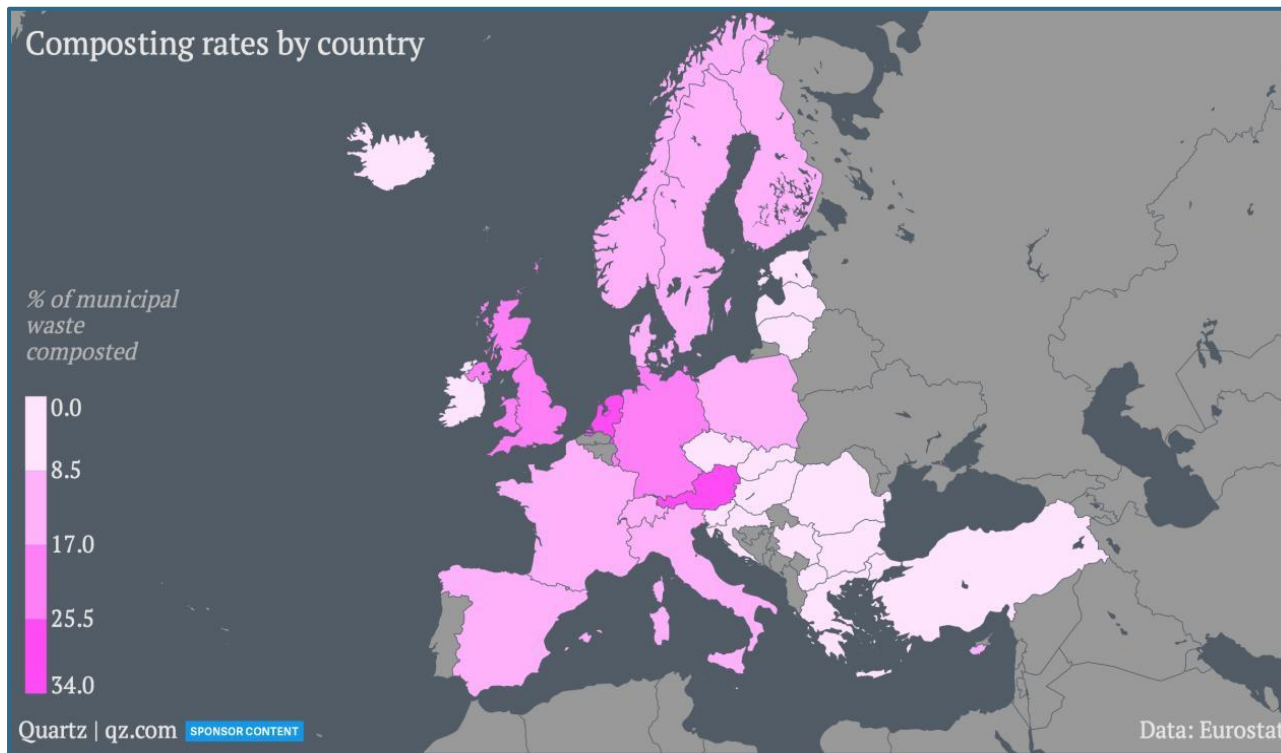 Composting rates by country
% of municipal
waste
composted
0.0
8.5
17.0
25.5
34.0
Quartz | qz.com SPONSOR CONTENT
Data: Eurostat